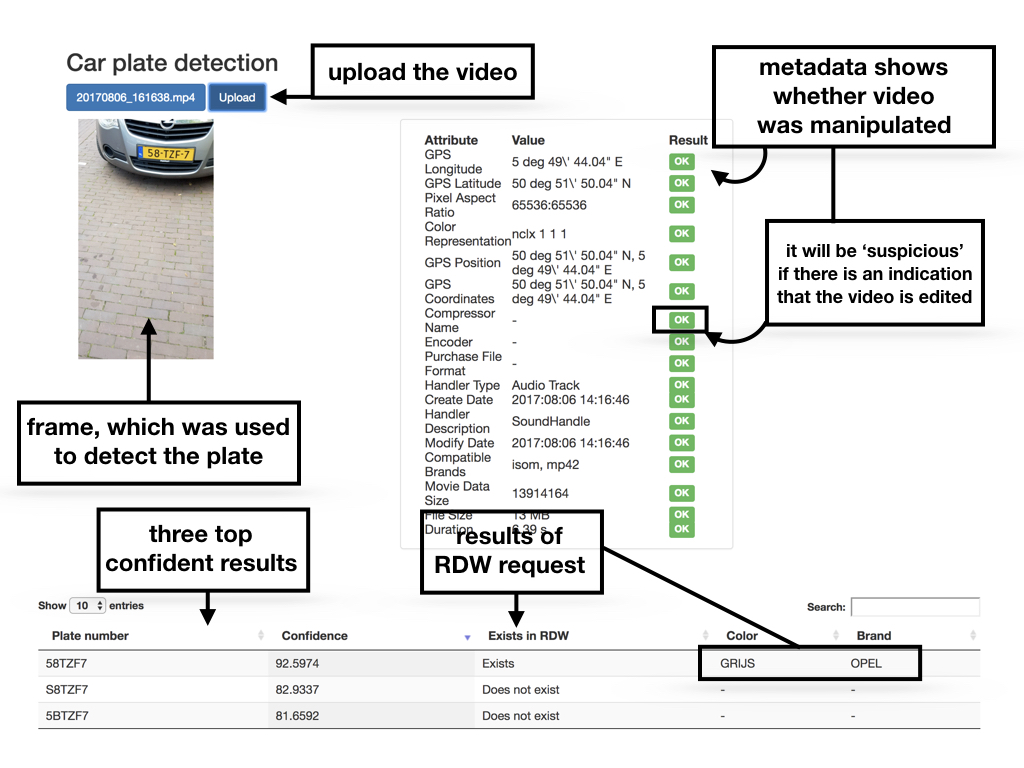 Car plate detection
20170806_161638.mp4 Upload
upload the video
58-TZF-7
metadata shows
whether video
was manipulated
it will be ‘suspicious’
if there is an indication
that the video is edited
Attribute Value Result
GPS
Longitude 5 deg 49\' 44.04" E OK
GPS Latitude 50 deg 51\' 50.04" N OK
Pixel Aspect
Ratio 65536:65536 OK
Color
Representation nclx 1 1 1 OK
GPS Position 50 deg 51\' 50.04" N, 5
deg 49\' 44.04" E OK
GPS
Coordinates 50 deg 51\' 50.04" N, 5
deg 49\' 44.04" E OK
Compressor
Name - OK
Encoder - OK
Purchase File
Format - OK
Handler Type Audio Track OK
Create Date 2017:08:06 14:16:46 OK
Handler
Description SoundHandle OK
Modify Date 2017:08:06 14:16:46 OK
Compatible
Brands isom, mp42 OK
Movie Data
Size 13914164 OK
File Size 13 MB OK
Duration 6.39 s OK
frame, which was used
to detect the plate
three top
confident results
results of
RDW request
Show 10 entries Search:
Plate number Confidence Exists in RDW Color Brand
58TZF7 92.5974 Exists GRIJS OPEL
S8TZF7 82.9337 Does not exist - -
5BTZF7 81.6592 Does not exist - -